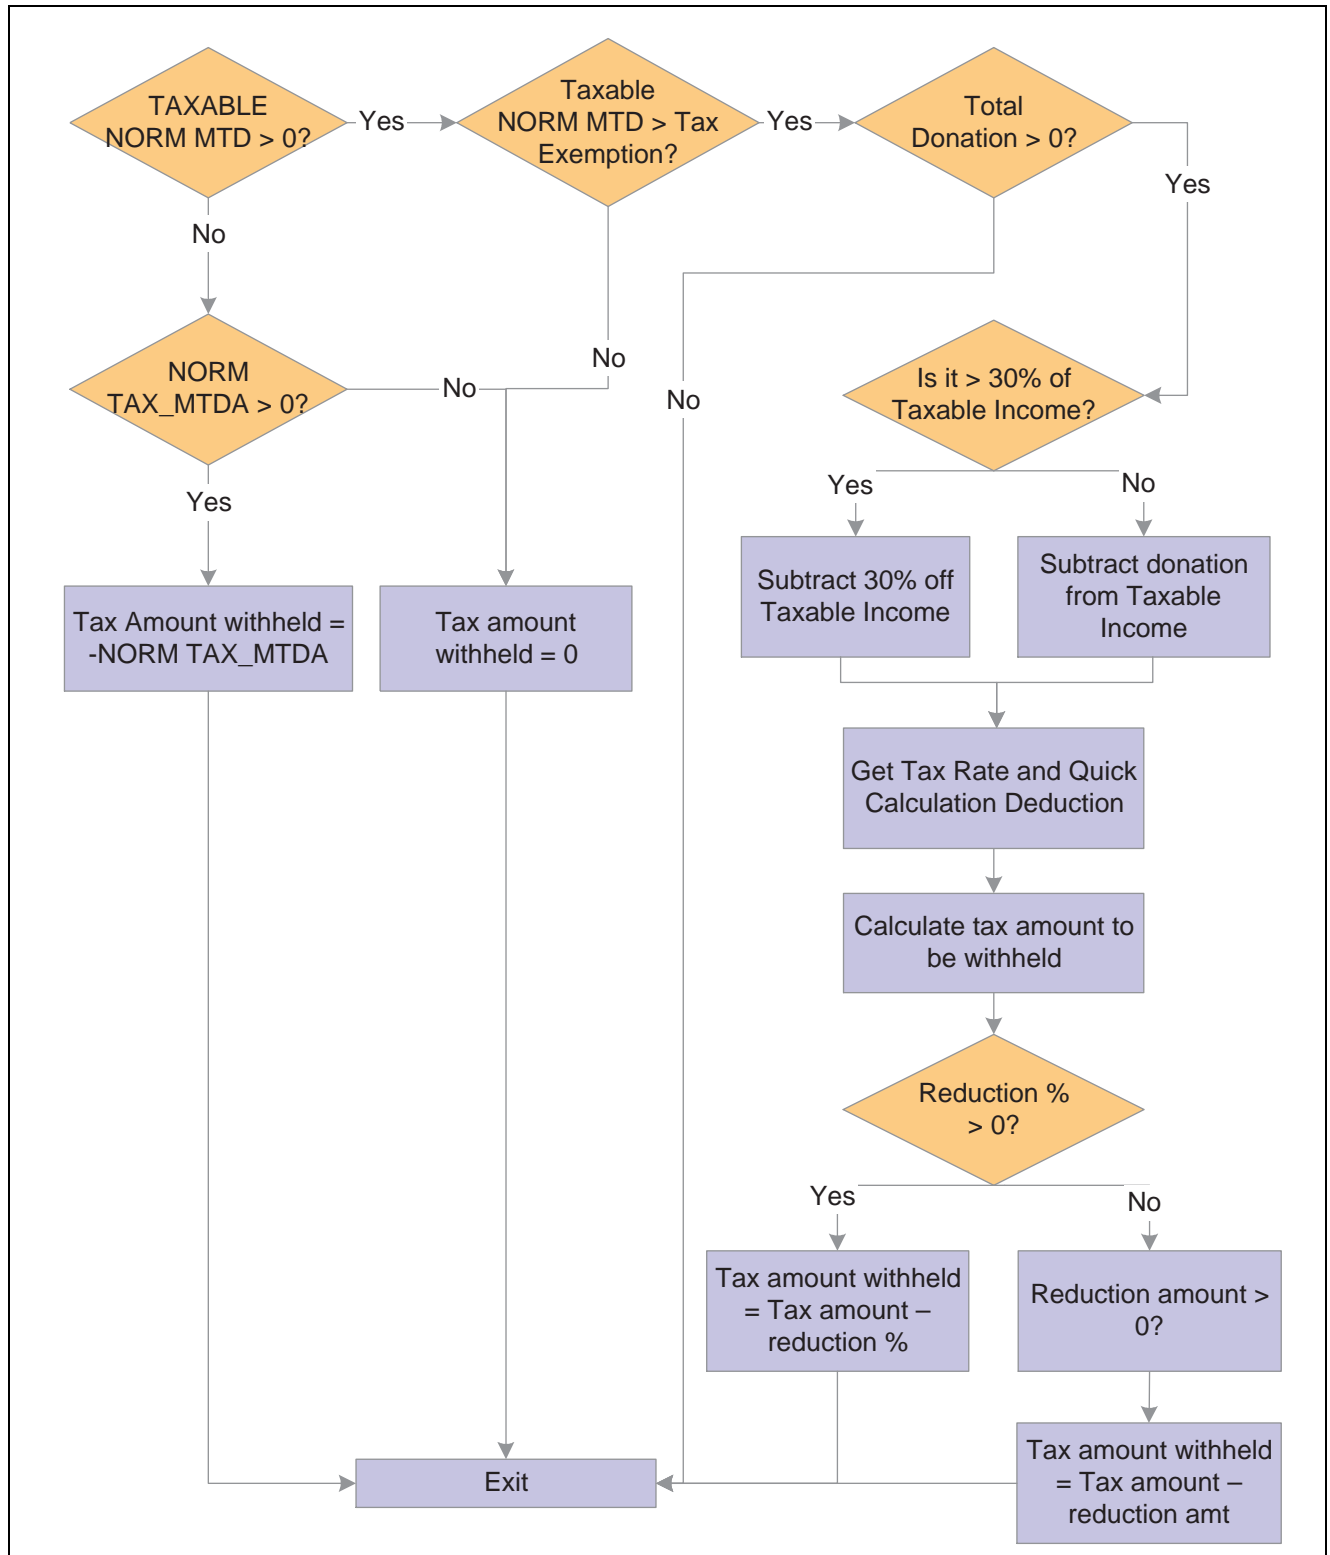 TAXABLE
NORM MTD > 0?
Yes
Taxable
NORM MTD > Tax
Exemption?
Yes
Total
Donation > 0?
Yes
No
NORM
TAX_MTDA > 0?
No
No
No
Is it > 30% of
Taxable Income?
Yes
Yes
No
Tax Amount withheld =
-NORM TAX_MTDA
Tax amount
withheld = 0
Subtract 30% off
Taxable Income
Subtract donation
from Taxable
Income
Get Tax Rate and Quick
Calculation Deduction
Calculate tax amount to
be withheld
Reduction %
> 0?
Yes
No
Tax amount withheld
= Tax amount –
reduction %
Reduction amount >
0?
Exit
Tax amount withheld
= Tax amount –
reduction amt